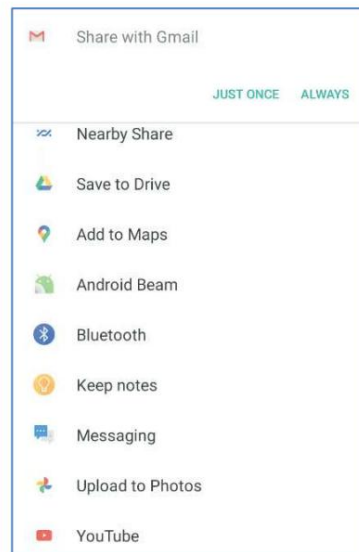 Share with Gmail
JUST ONCE ALWAYS
Nearby Share
Save to Drive
Add to Maps
Android Beam
Bluetooth
Keep notes
Messaging
Upload to Photos
YouTube